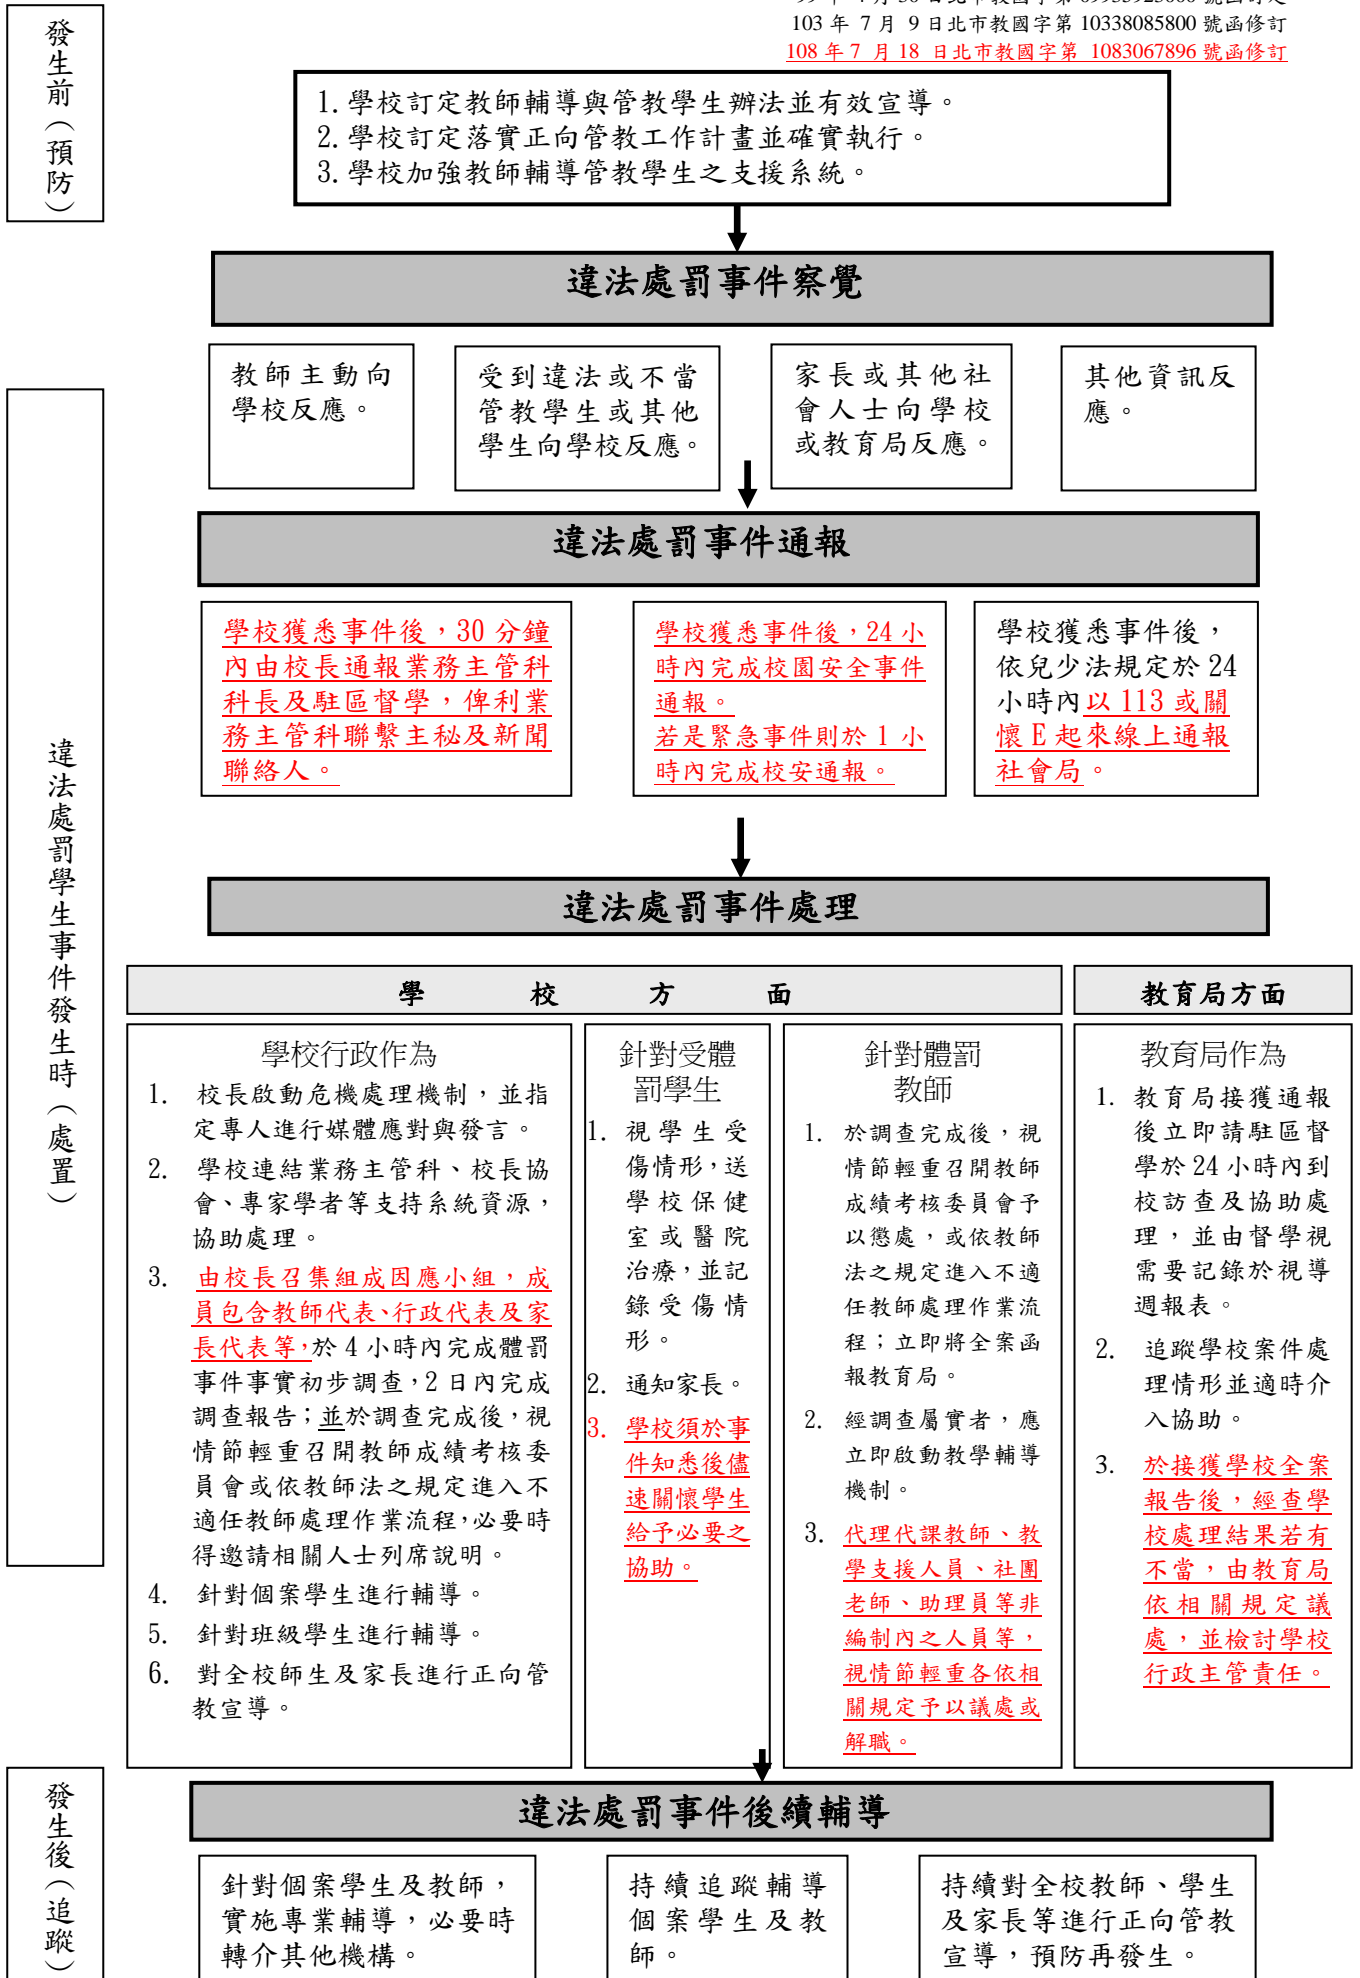 103 年 7 月 9 日北市教國字第 10338085800 號函修訂
108 年 7 月 18 日北市教國字第 1083067896 號函修訂
發生前（預防）
1.學校訂定教師輔導與管教學生辦法並有效宣導。
2.學校訂定落實正向管教工作計畫並確實執行。
3.學校加強教師輔導管教學生之支援系統。
違法處罰事件察覺
教師主動向
學校反應。
受到違法或不當
管教學生或其他
學生向學校反應。
家長或其他社
會人士向學校
或教育局反應。
其他資訊反
應。
違法處罰學生事件發生時（處置）
違法處罰事件通報
學校獲悉事件後，30 分鐘
內由校長通報業務主管科
科長及駐區督學，俾利業
務主管科聯繫主秘及新聞
聯絡人。
學校獲悉事件後，24 小
時內完成校園安全事件
通報。
若是緊急事件則於 1 小
時內完成校安通報。
學校獲悉事件後，
依兒少法規定於 24
小時內以 113 或關
懷 E 起來線上通報
社會局。
違法處罰事件處理
學校方面
教育局方面
學校行政作為
1. 校長啟動危機處理機制，並指
定專人進行媒體應對與發言。
2. 學校連結業務主管科、校長協
會、專家學者等支持系統資源，
協助處理。
3. 由校長召集組成因應小組，成
員包含教師代表、行政代表及家
長代表等，於 4 小時內完成體罰
事件事實初步調查，2 日內完成
調查報告；並於調查完成後，視
情節輕重召開教師成績考核委
員會或依教師法之規定進入不
適任教師處理作業流程，必要時
得邀請相關人士列席說明。
4. 針對個案學生進行輔導。
5. 針對班級學生進行輔導。
6. 對全校師生及家長進行正向管
教宣導。
針對受體
罰學生
1. 視學生受
傷情形，送
學校保健
室或醫院
治療，並記
錄受傷情
形。
2. 通知家長。
3. 學校須於事
件知悉後儘
速關懷學生
給予必要之
協助。
針對體罰
教師
1. 於調查完成後，視
情節輕重召開教師
成績考核委員會予
以懲處，或依教師
法之規定進入不適
任教師處理作業流
程；立即將全案函
報教育局。
2. 經調查屬實者，應
立即啟動教學輔導
機制。
3. 代理代課教師、教
學支援人員、社團
老師、助理員等非
編制內之人員等，
視情節輕重各依相
關規定予以議處或
解職。
教育局作為
1. 教育局接獲通報
後立即請駐區督
學於 24 小時內到
校訪查及協助處
理，並由督學視
需要記錄於視導
週報表。
2. 追蹤學校案件處
理情形並適時介
入協助。
3. 於接獲學校全案
報告後，經查學
校處理結果若有
不當，由教育局
依相關規定議
處，並檢討學校
行政主管責任。
發生後（追蹤）
違法處罰事件後續輔導
針對個案學生及教師，
實施專業輔導，必要時
轉介其他機構。
持續追蹤輔導
個案學生及教
師。
持續對全校教師、學生
及家長等進行正向管教
宣導，預防再發生。